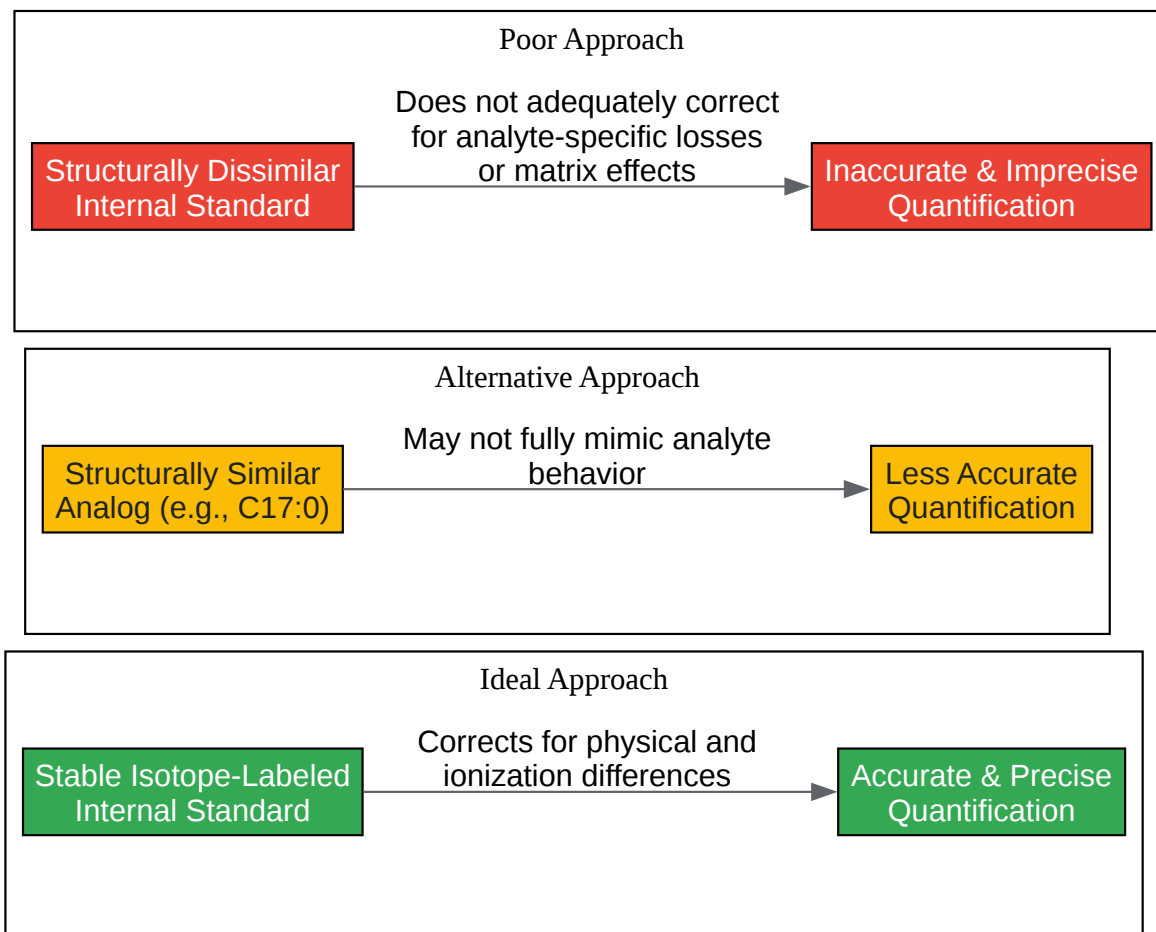 Poor Approach
Does not adequately correct
for analyte-specific losses
or matrix effects
Structurally Dissimilar
Internal Standard
Inaccurate & Imprecise
Quantification
Alternative Approach
May not fully mimic analyte
behavior
Structurally Similar
Analog (e.g., C17:0)
Less Accurate
Quantification
Ideal Approach
Corrects for physical and
ionization differences
Stable Isotope-Labeled
Internal Standard
Accurate & Precise
Quantification